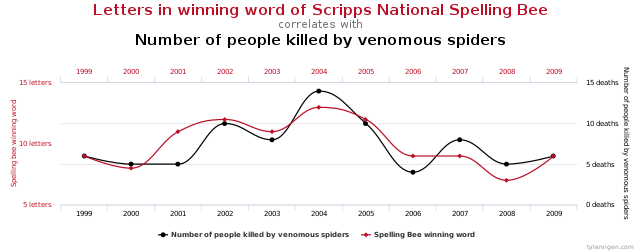 Letters in winning word of Scripps National Spelling Bee
correlates with
Number of people killed by venomous spiders
1999 2000 2001 2002 2003 2004 2005 2006 2007 2008 2009
15 letters
10 letters
5 letters
Spelling bee winning word
15 deaths
10 deaths
5 deaths
0 deaths
Number of people killed by venomous spiders
1999 2000 2001 2002 2003 2004 2005 2006 2007 2008 2009
Number of people killed by venomous spiders Spelling Bee winning word
tylervigen.com